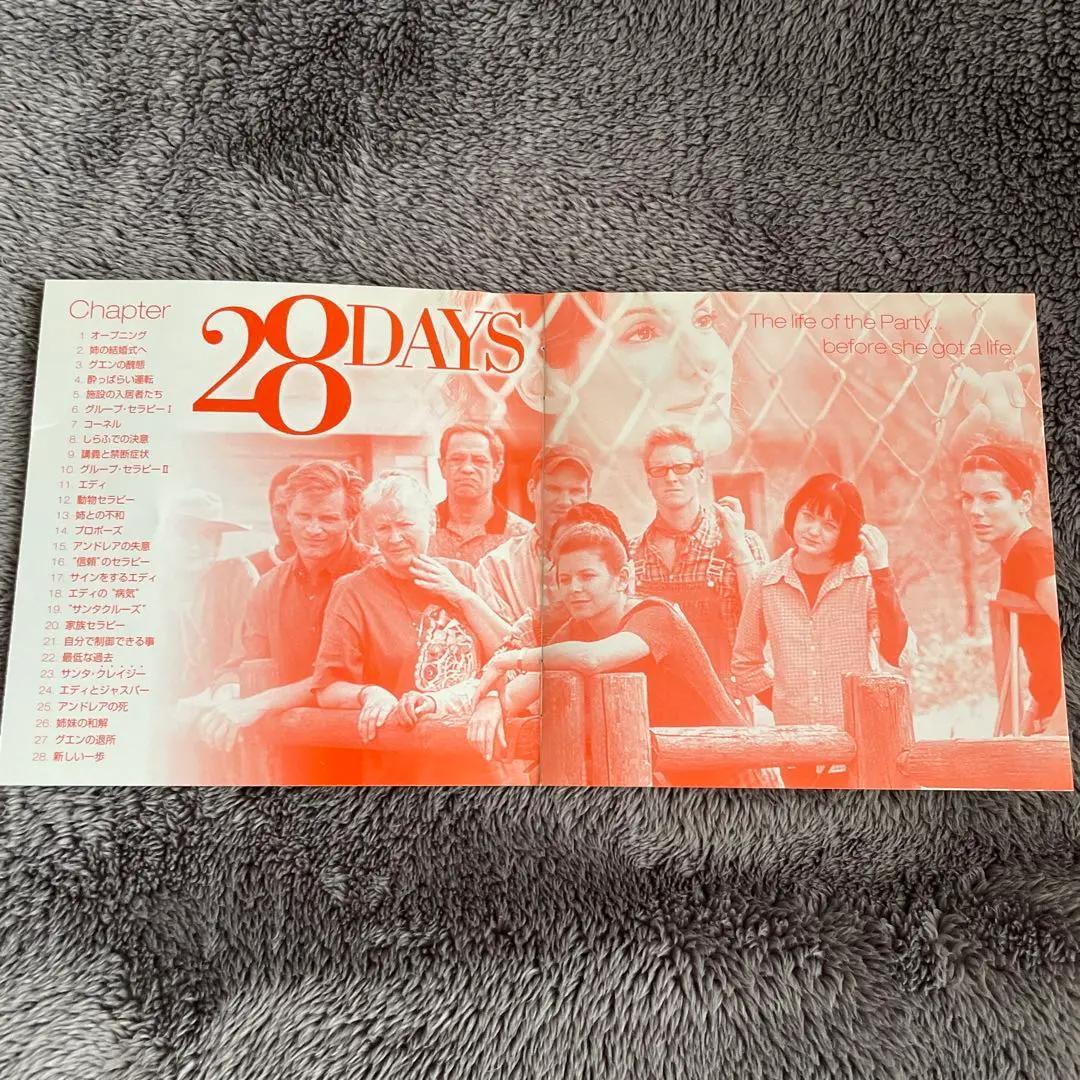 Chapter
1. オープニング
2. 姉の結婚式へ
3. グエンの醜態
4. 酔っぱらい運転
5. 施設の入居者たち
6. グループ・セラピーⅠ
7. コーネル
8. しらふでの決意
9. 講義と禁断症状
10. グループ・セラピーⅡ
11. エディ
12. 動物セラピー
13. 姉との不和
14. プロポーズ
15. アンドレアの失意
16. "信頼"のセラピー
17. サインをするエディ
18. エディの "病気"
19. "サンタクルーズ"
20. 家族セラピー
21. 自分で制御できる事
22. 最低な過去
23. サンタ・クレイジー
24. エディとジャスパー
25. アンドレアの死
26. 姉妹の和解
27. グエンの退所
28. 新しい一歩
28 DAYS
The life of the Party...
before she got a life.